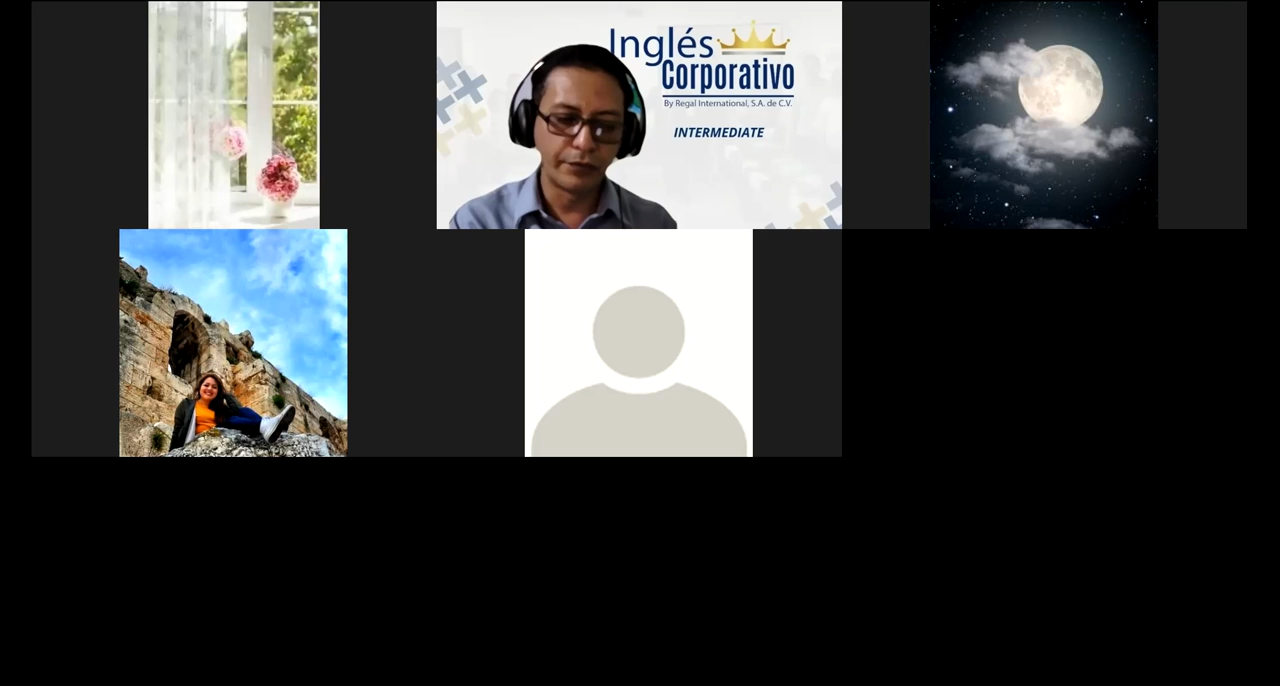 Inglés
Corporativo
By Regal International, S.A. de C.V.
INTERMEDIATE